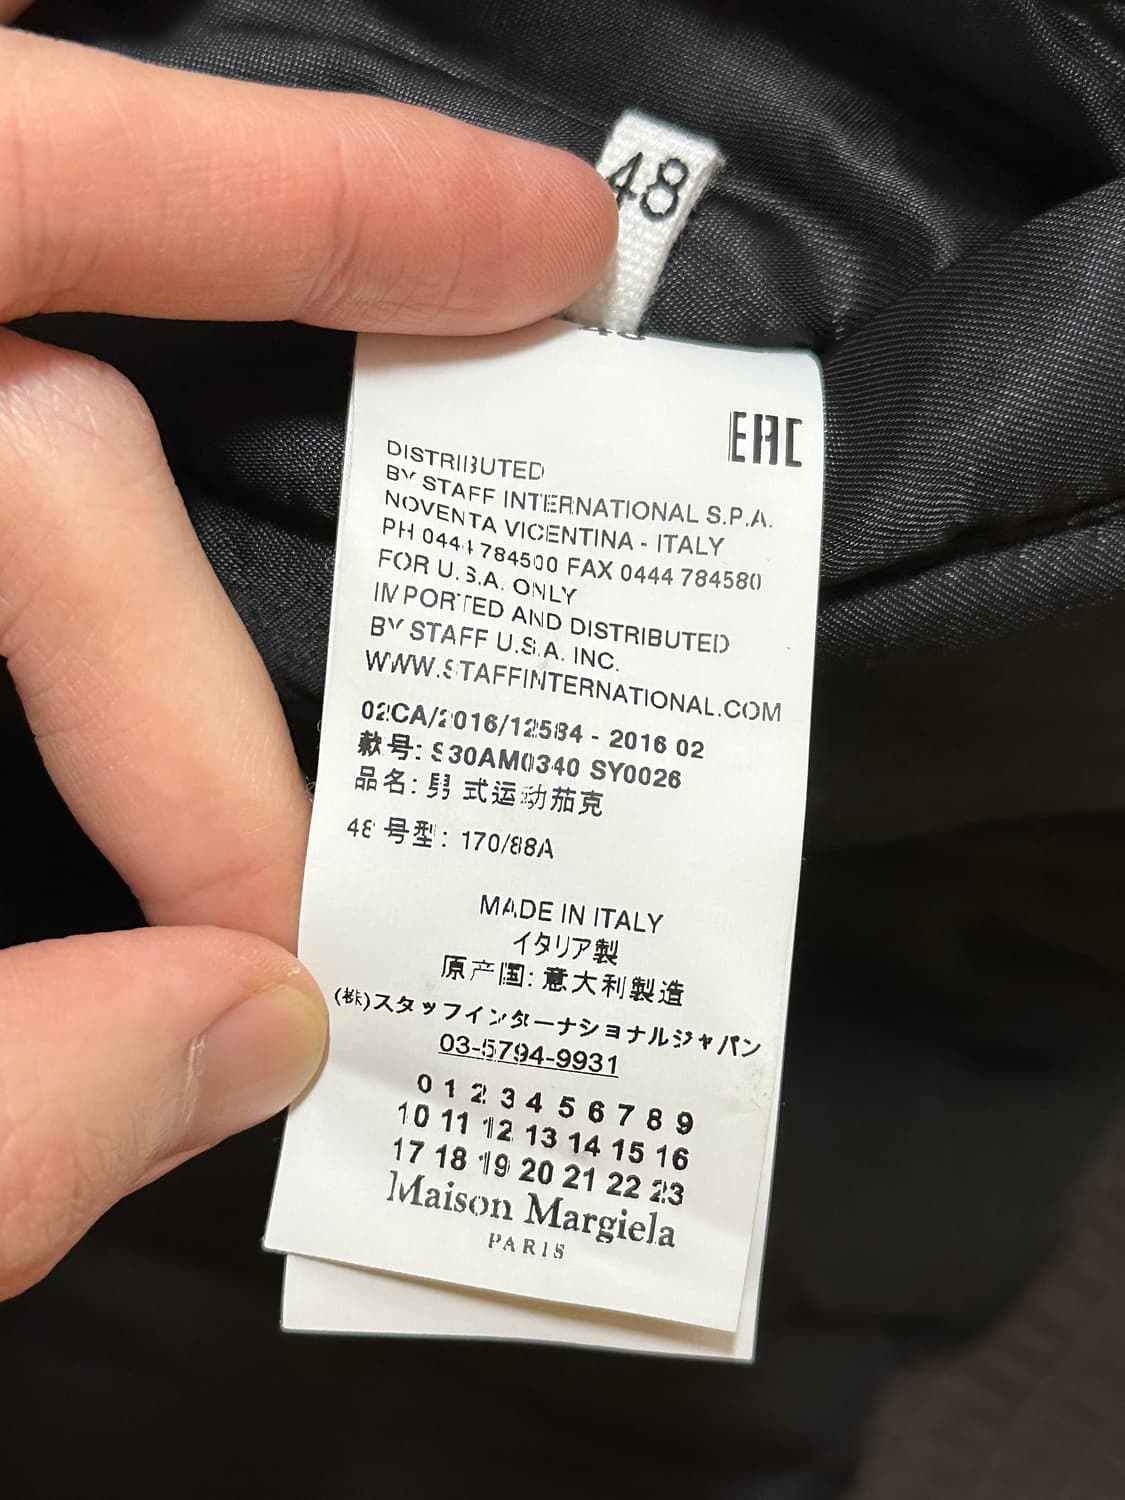 48
EAC
DISTRIBUTED
BY STAFF INTERNATIONAL S.P.A.
NOVENTA VICENTINA - ITALY
PH 0444 784500 FAX 0444 784580
FOR U.S.A. ONLY
IMPORTED AND DISTRIBUTED
BY STAFF U.S.A. INC.
WWW.STAFFINTERNATIONAL.COM
02CA/2016/12584 - 2016 02
款号: S30AM0340 SY0026
品名: 男式运动茄克
48 号型: 170/88A
MADE IN ITALY
イタリア製
原产国: 意大利製造
(株)スタッフインターナショナルジャパン
03-5794-9931
0 1 2 3 4 5 6 7 8 9
10 11 12 13 14 15 16
17 18 19 20 21 22 23
Maison Margiela
PARIS